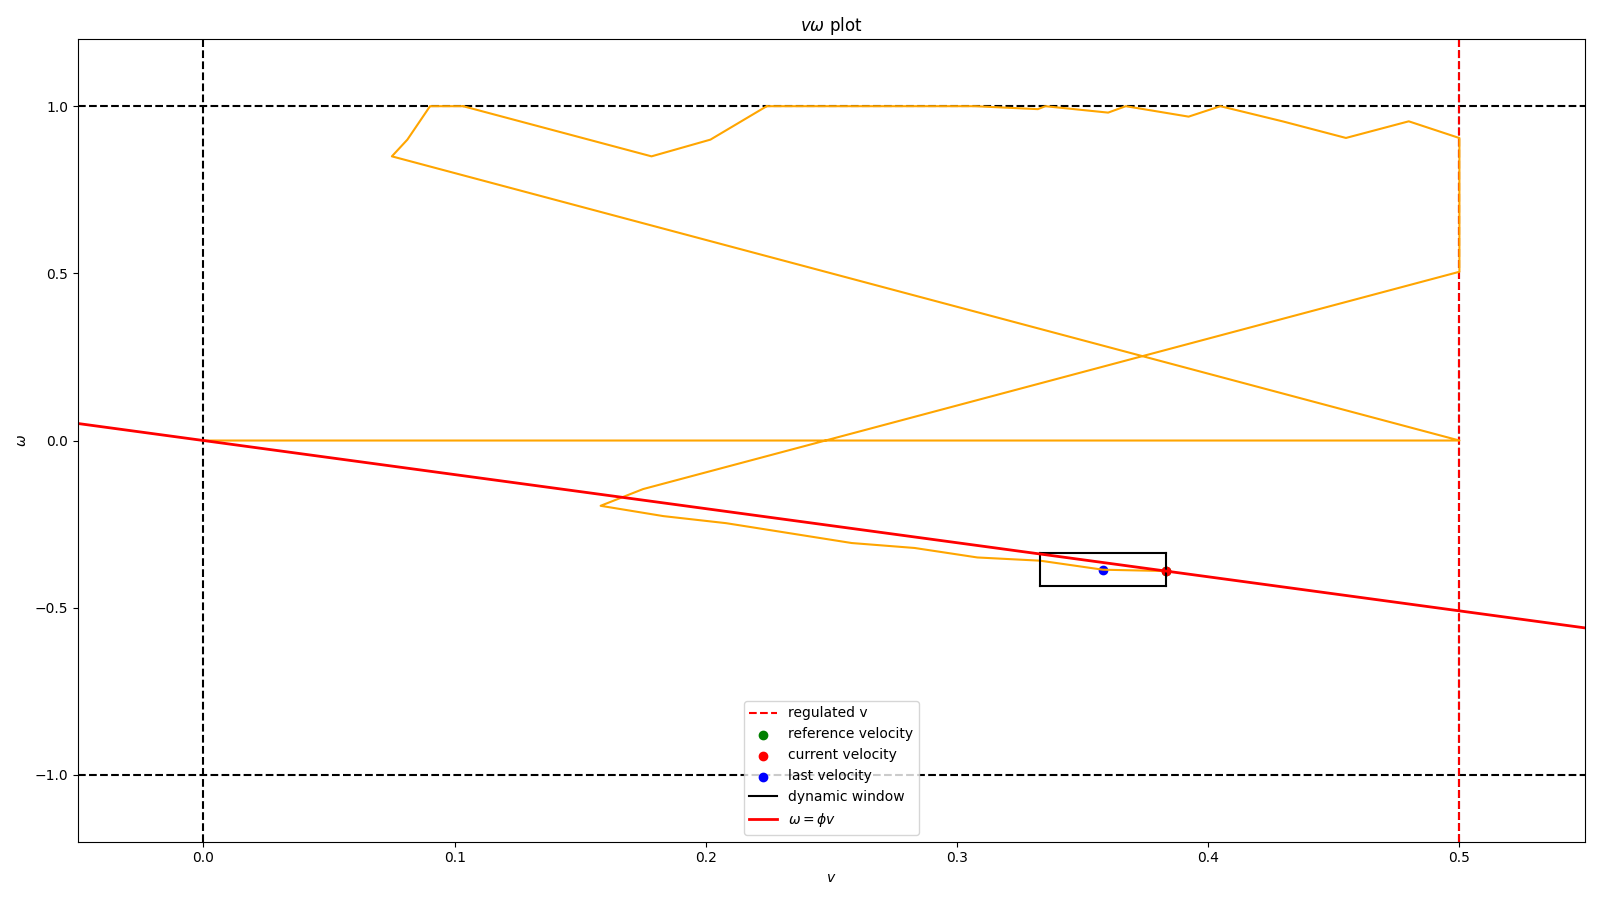 vω plot
1.0
0.5
0.0
−0.5
−1.0
ω
regulated v
reference velocity
current velocity
last velocity
dynamic window
ω = ϕv
0.0 0.1 0.2 0.3 0.4 0.5
v